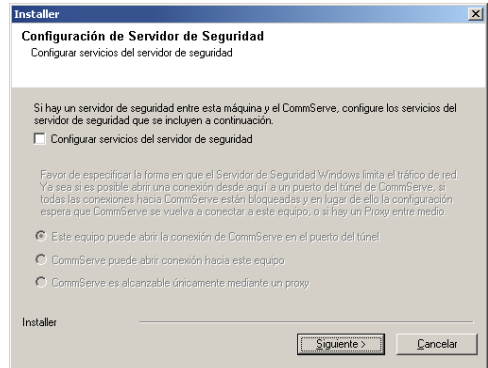 Installer
Configuración de Servidor de Seguridad
Configurar servicios del servidor de seguridad
Si hay un servidor de seguridad entre esta máquina y el CommServe, configure los servicios del
servidor de seguridad que se incluyen a continuación.
Configurar servicios del servidor de seguridad
Favor de especificar la forma en que el Servidor de Seguridad Windows limita el tráfico de red.
Ya sea si es posible abrir una conexión desde aquí a un puerto del túnel de CommServe, si
todas las conexiones hacia CommServe están bloqueadas y en lugar de ello la configuración
espera que CommServe se vuelva a conectar a este equipo, o si hay un Proxy entre medio.
Este equipo puede abrir la conexión de CommServe en el puerto del túnel
CommServe puede abrir conexión hacia este equipo
CommServe es alcanzable únicamente mediante un proxy
Installer
Siguiente >
Cancelar